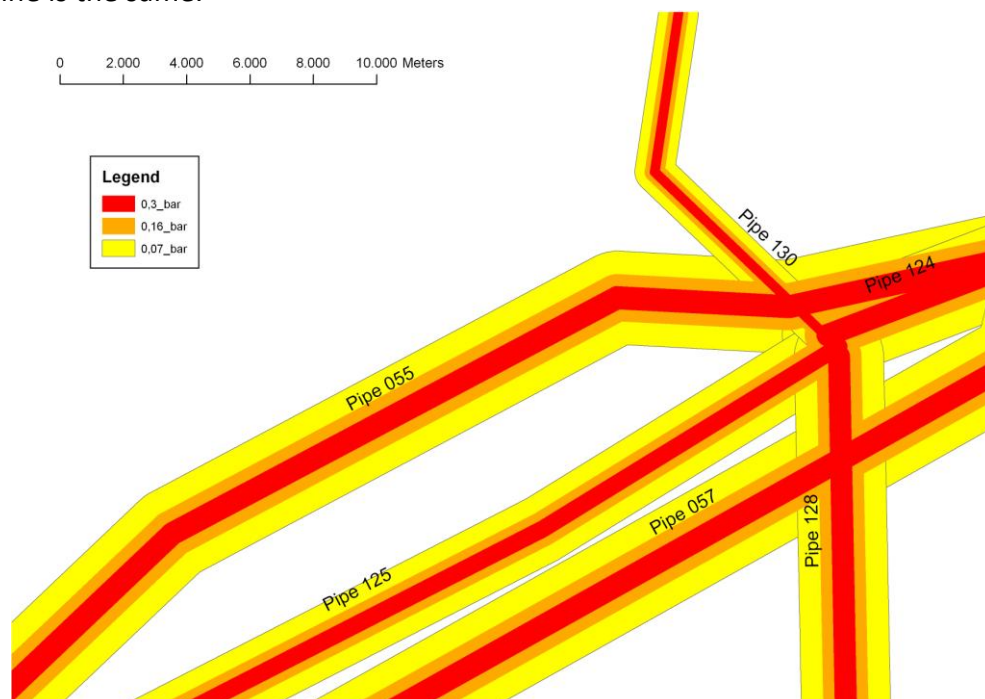 0 2.000 4.000 6.000 8.000 10.000 Meters
Legend
0,3_bar
0,16_bar
0,07_bar
Pipe 130
Pipe 124
Pipe 055
Pipe 057
Pipe 128
Pipe 125